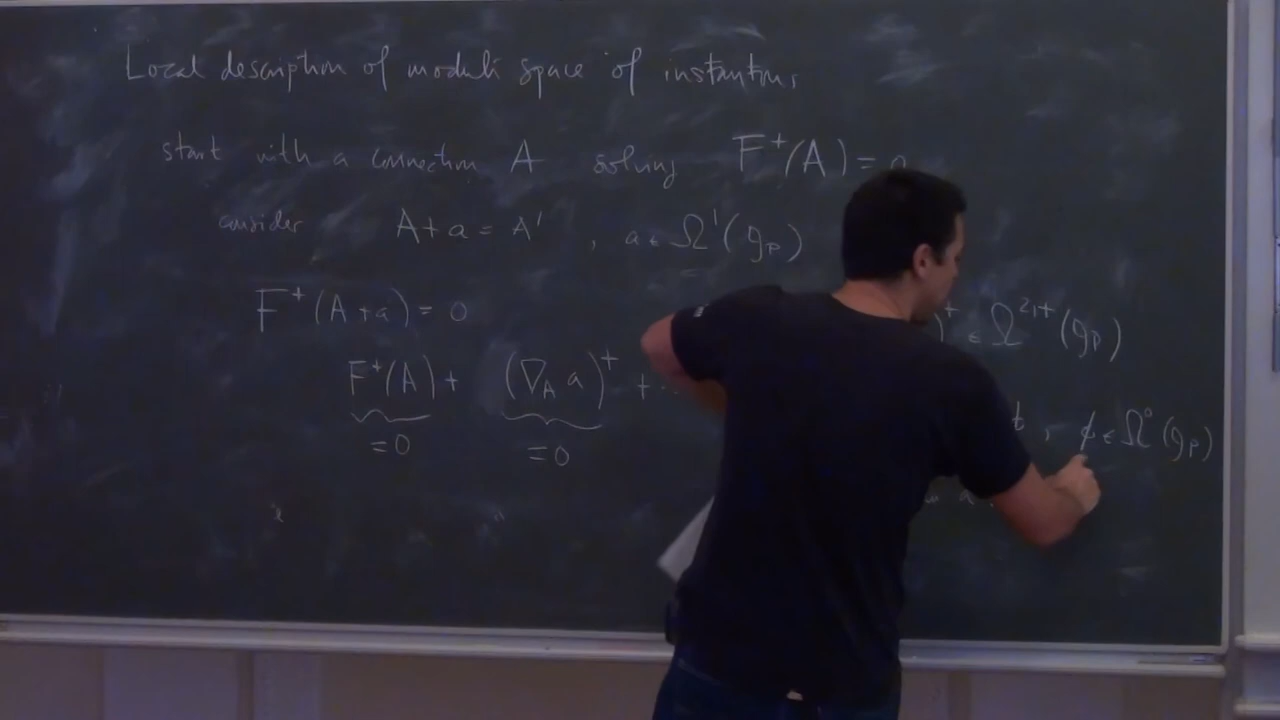 Local description of moduli space of instantons
start with a connection A solving F⁺(A) = 0
consider A + a = A' , a ∈ Ω¹(g_P)
F⁺(A + a) = 0
)⁺ ∈ Ω²,⁺(g_P)
F⁺(A) + (∇_A a)⁺ +
= 0 = 0
t , ϕ ∈ Ω⁰(g_P)